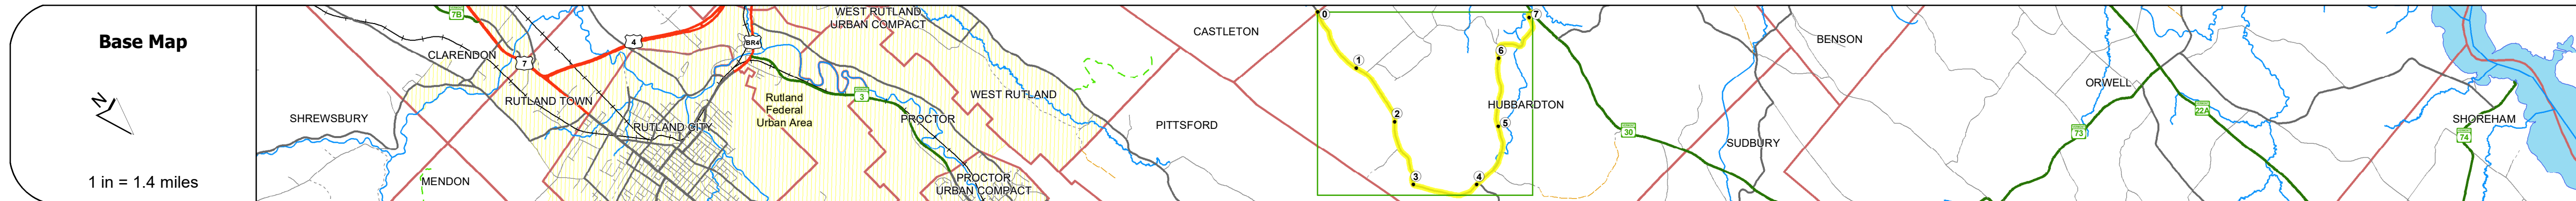 Base Map
N
1 in = 1.4 miles
7B
CLARENDON
7
4
BR4
WEST RUTLAND
URBAN COMPACT
SHREWSBURY
RUTLAND TOWN
RUTLAND CITY
MENDON
Rutland
Federal
Urban Area
3
PROCTOR
WEST RUTLAND
PROCTOR
URBAN COMPACT
CASTLETON
PITTSFORD
0
1
2
3
4
5
6
7
HUBBARDTON
30
SUDBURY
BENSON
ORWELL
73
22A
SHOREHAM
74